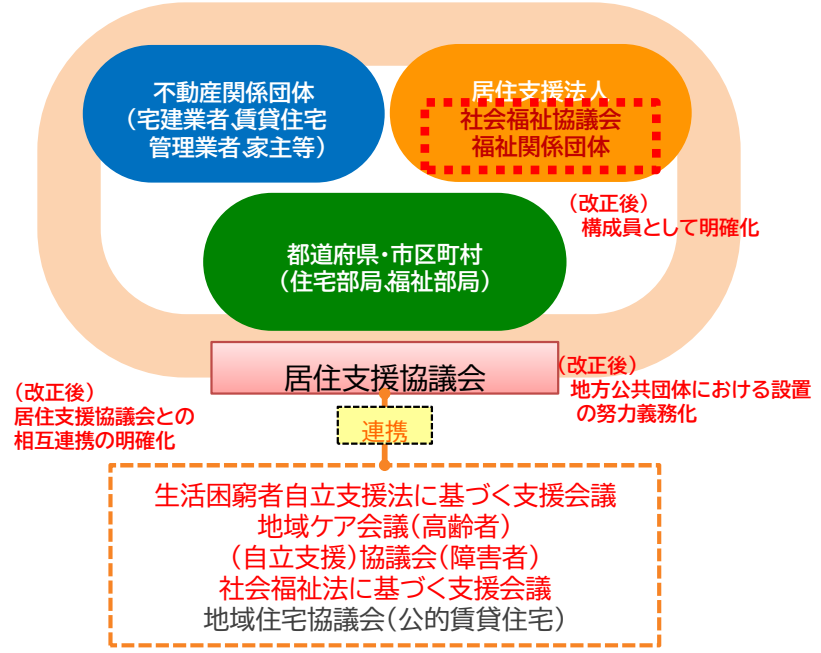 不動産関係団体
（宅建業者、賃貸住宅
管理業者、家主等）
居住支援法人
社会福祉協議会
福祉関係団体
（改正後）
構成員として明確化
都道府県・市区町村
（住宅部局、福祉部局）
居住支援協議会
（改正後）
地方公共団体における設置
の努力義務化
（改正後）
居住支援協議会との
相互連携の明確化
連携
生活困窮者自立支援法に基づく支援会議
地域ケア会議（高齢者）
（自立支援）協議会（障害者）
社会福祉法に基づく支援会議
地域住宅協議会（公的賃貸住宅）